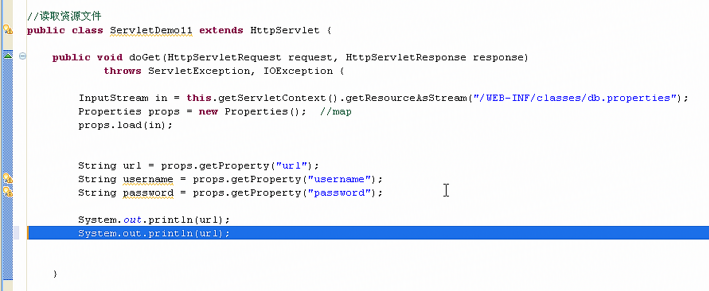 //读取资源文件
public class ServletDemo11 extends HttpServlet {
public void doGet(HttpServletRequest request, HttpServletResponse response)
throws ServletException, IOException {
InputStream in = this.getServletContext().getResourceAsStream("/WEB-INF/classes/db.properties");
Properties props = new Properties();  //map
props.load(in);
String url = props.getProperty("url");
String username = props.getProperty("username");
String password = props.getProperty("password");
System.out.println(url);
System.out.println(url);
)